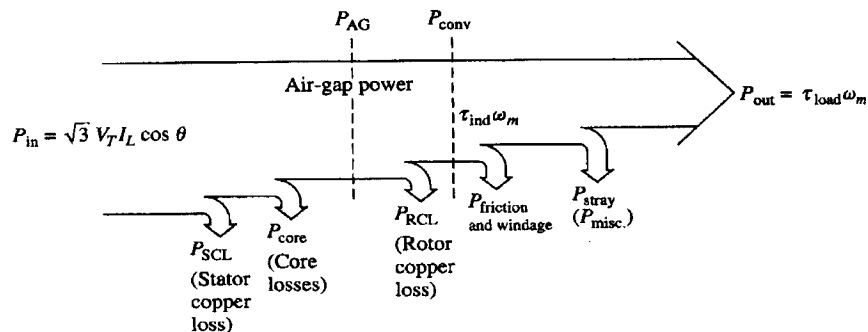 P_AG
P_conv
Air-gap power
P_in = √3 V_T I_L cos θ
τ_ind ω_m
P_out = τ_load ω_m
P_SCL
(Stator
copper
loss)
P_core
(Core
losses)
P_RCL
(Rotor
copper
loss)
P_friction
and windage
P_stray
(P_misc.)